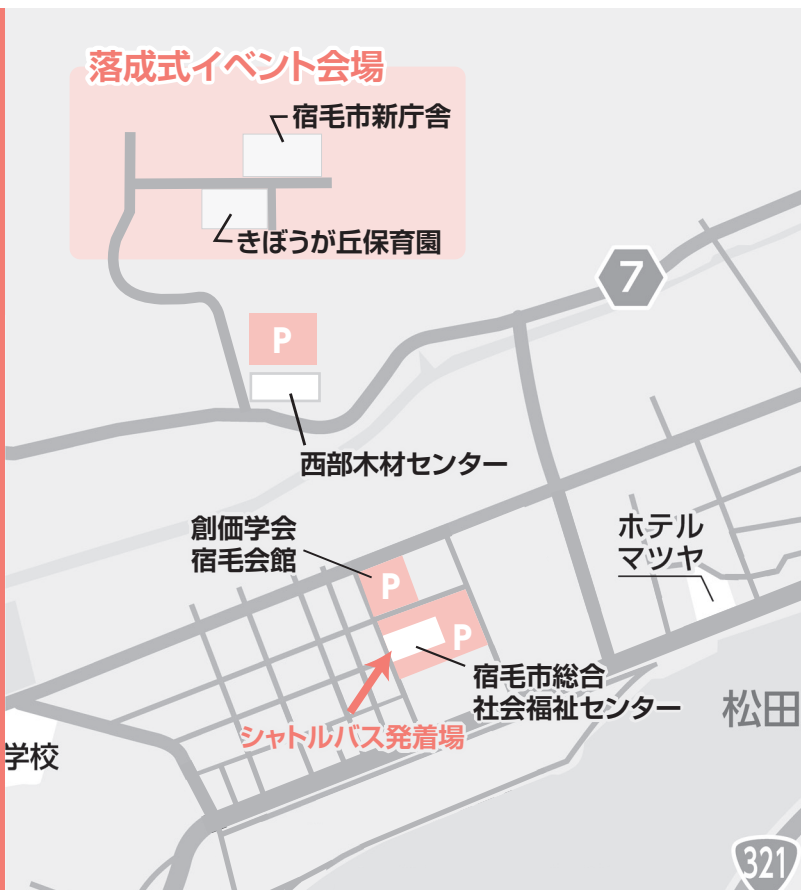 落成式イベント会場
宿毛市新庁舎
きぼうが丘保育園
7
P
西部木材センター
創価学会
宿毛会館
ホテル
マツヤ
P
P
宿毛市総合
社会福祉センター
松田
シャトルバス発着場
学校
321